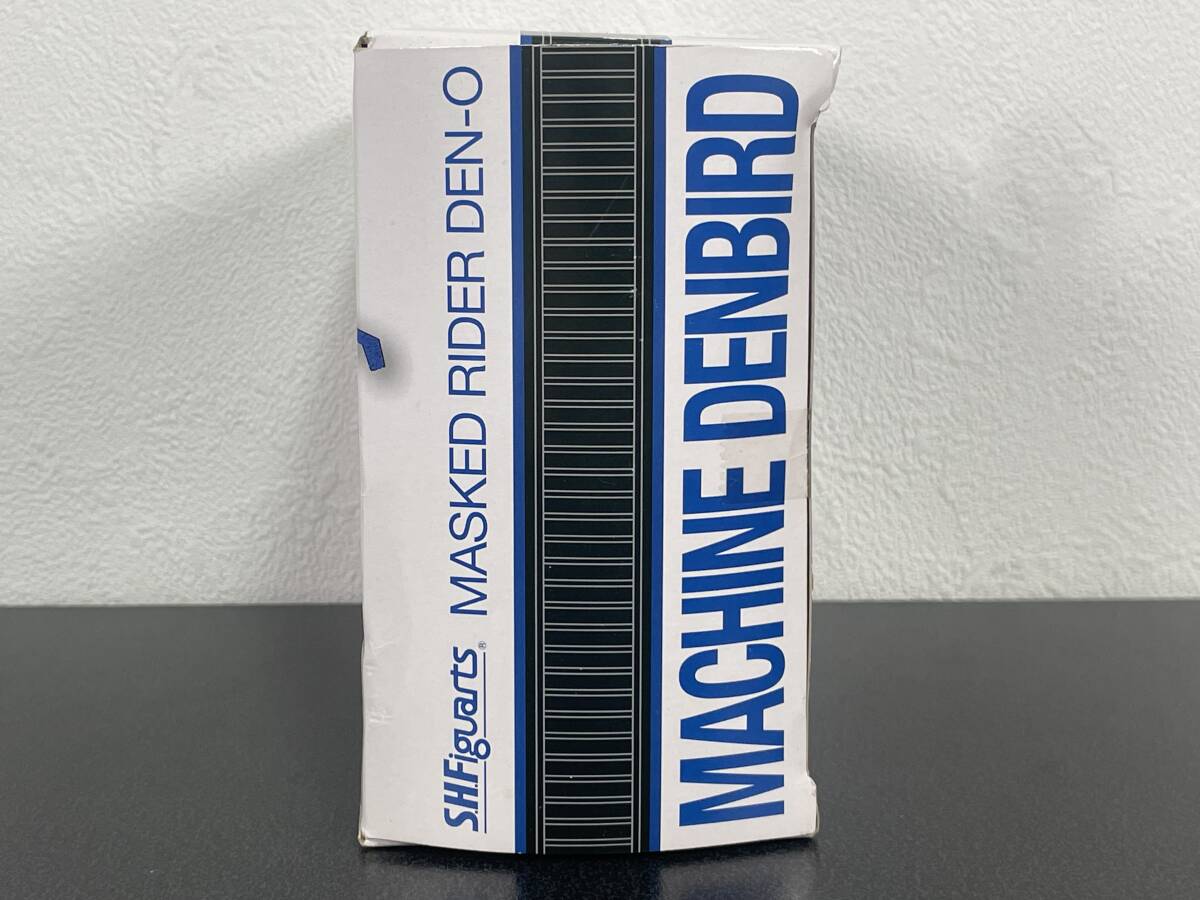 S.H.Figuarts® MASKED RIDER DEN-O
MACHINE DENBIRD